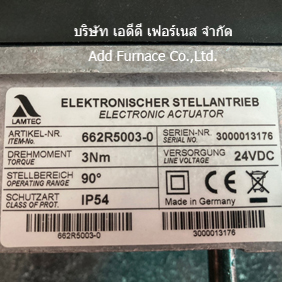 บริษัท เอดีดี เฟอร์เนส จำกัด
Add Furnace Co.,Ltd.
LAMTEC
ELEKTRONISCHER STELLANTRIEB
ELECTRONIC ACTUATOR
ARTIKEL-NR. 662R5003-0 SERIEN-NR. 3000013176
ITEM-No. SERIAL NO.
DREHMOMENT 3Nm VERSORGUNG 24VDC
TORQUE LINE VOLTAGE
STELLBEREICH 90° CE
OPERATING RANGE
SCHUTZART IP54 Made in Germany
CLASS OF PROT.
662R5003-0 3000013176